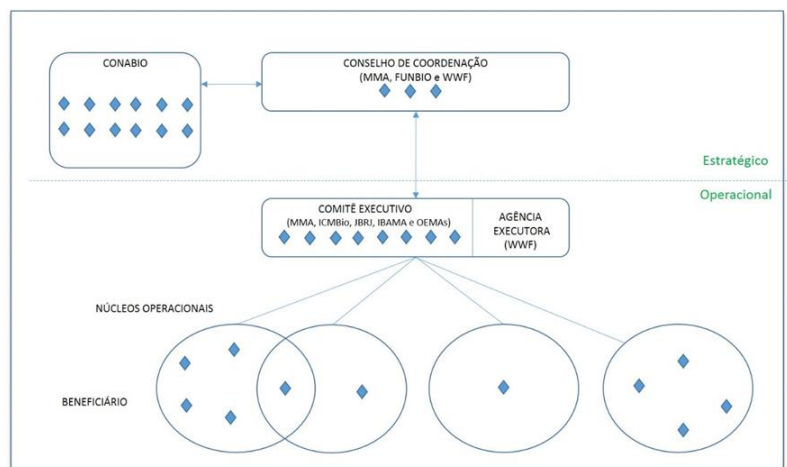 CONABIO
CONSELHO DE COORDENAÇÃO
(MMA, FUNBIO e WWF)
Estratégico
Operacional
COMITÊ EXECUTIVO
(MMA, ICMBio, JBRJ, IBAMA e OEMAs)
AGÊNCIA
EXECUTORA
(WWF)
NÚCLEOS OPERACIONAIS
BENEFICIÁRIO